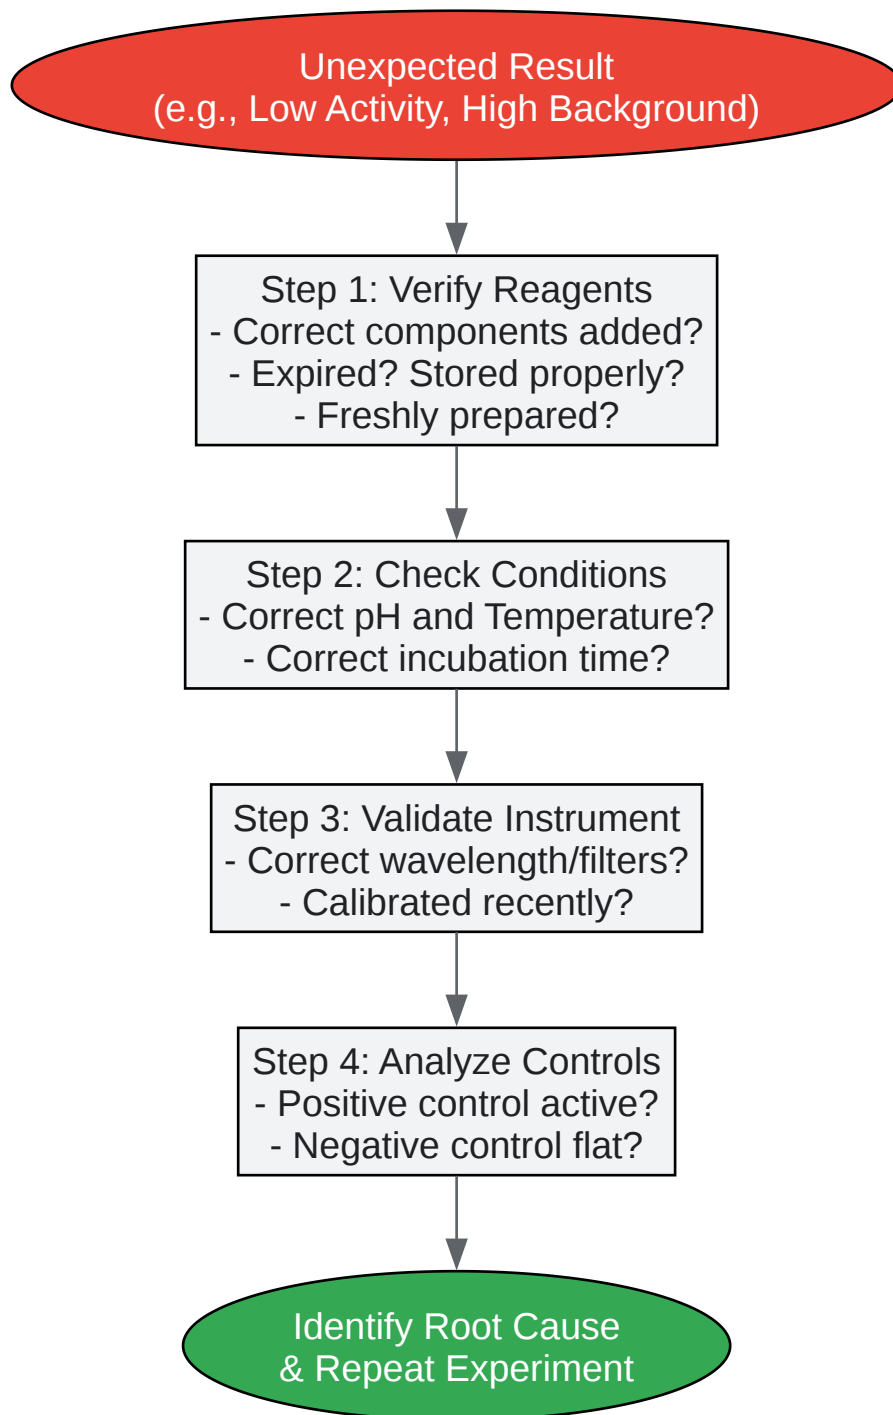 Unexpected Result
(e.g., Low Activity, High Background)
Step 1: Verify Reagents
- Correct components added?
- Expired? Stored properly?
- Freshly prepared?
Step 2: Check Conditions
- Correct pH and Temperature?
- Correct incubation time?
Step 3: Validate Instrument
- Correct wavelength/filters?
- Calibrated recently?
Step 4: Analyze Controls
- Positive control active?
- Negative control flat?
Identify Root Cause
& Repeat Experiment